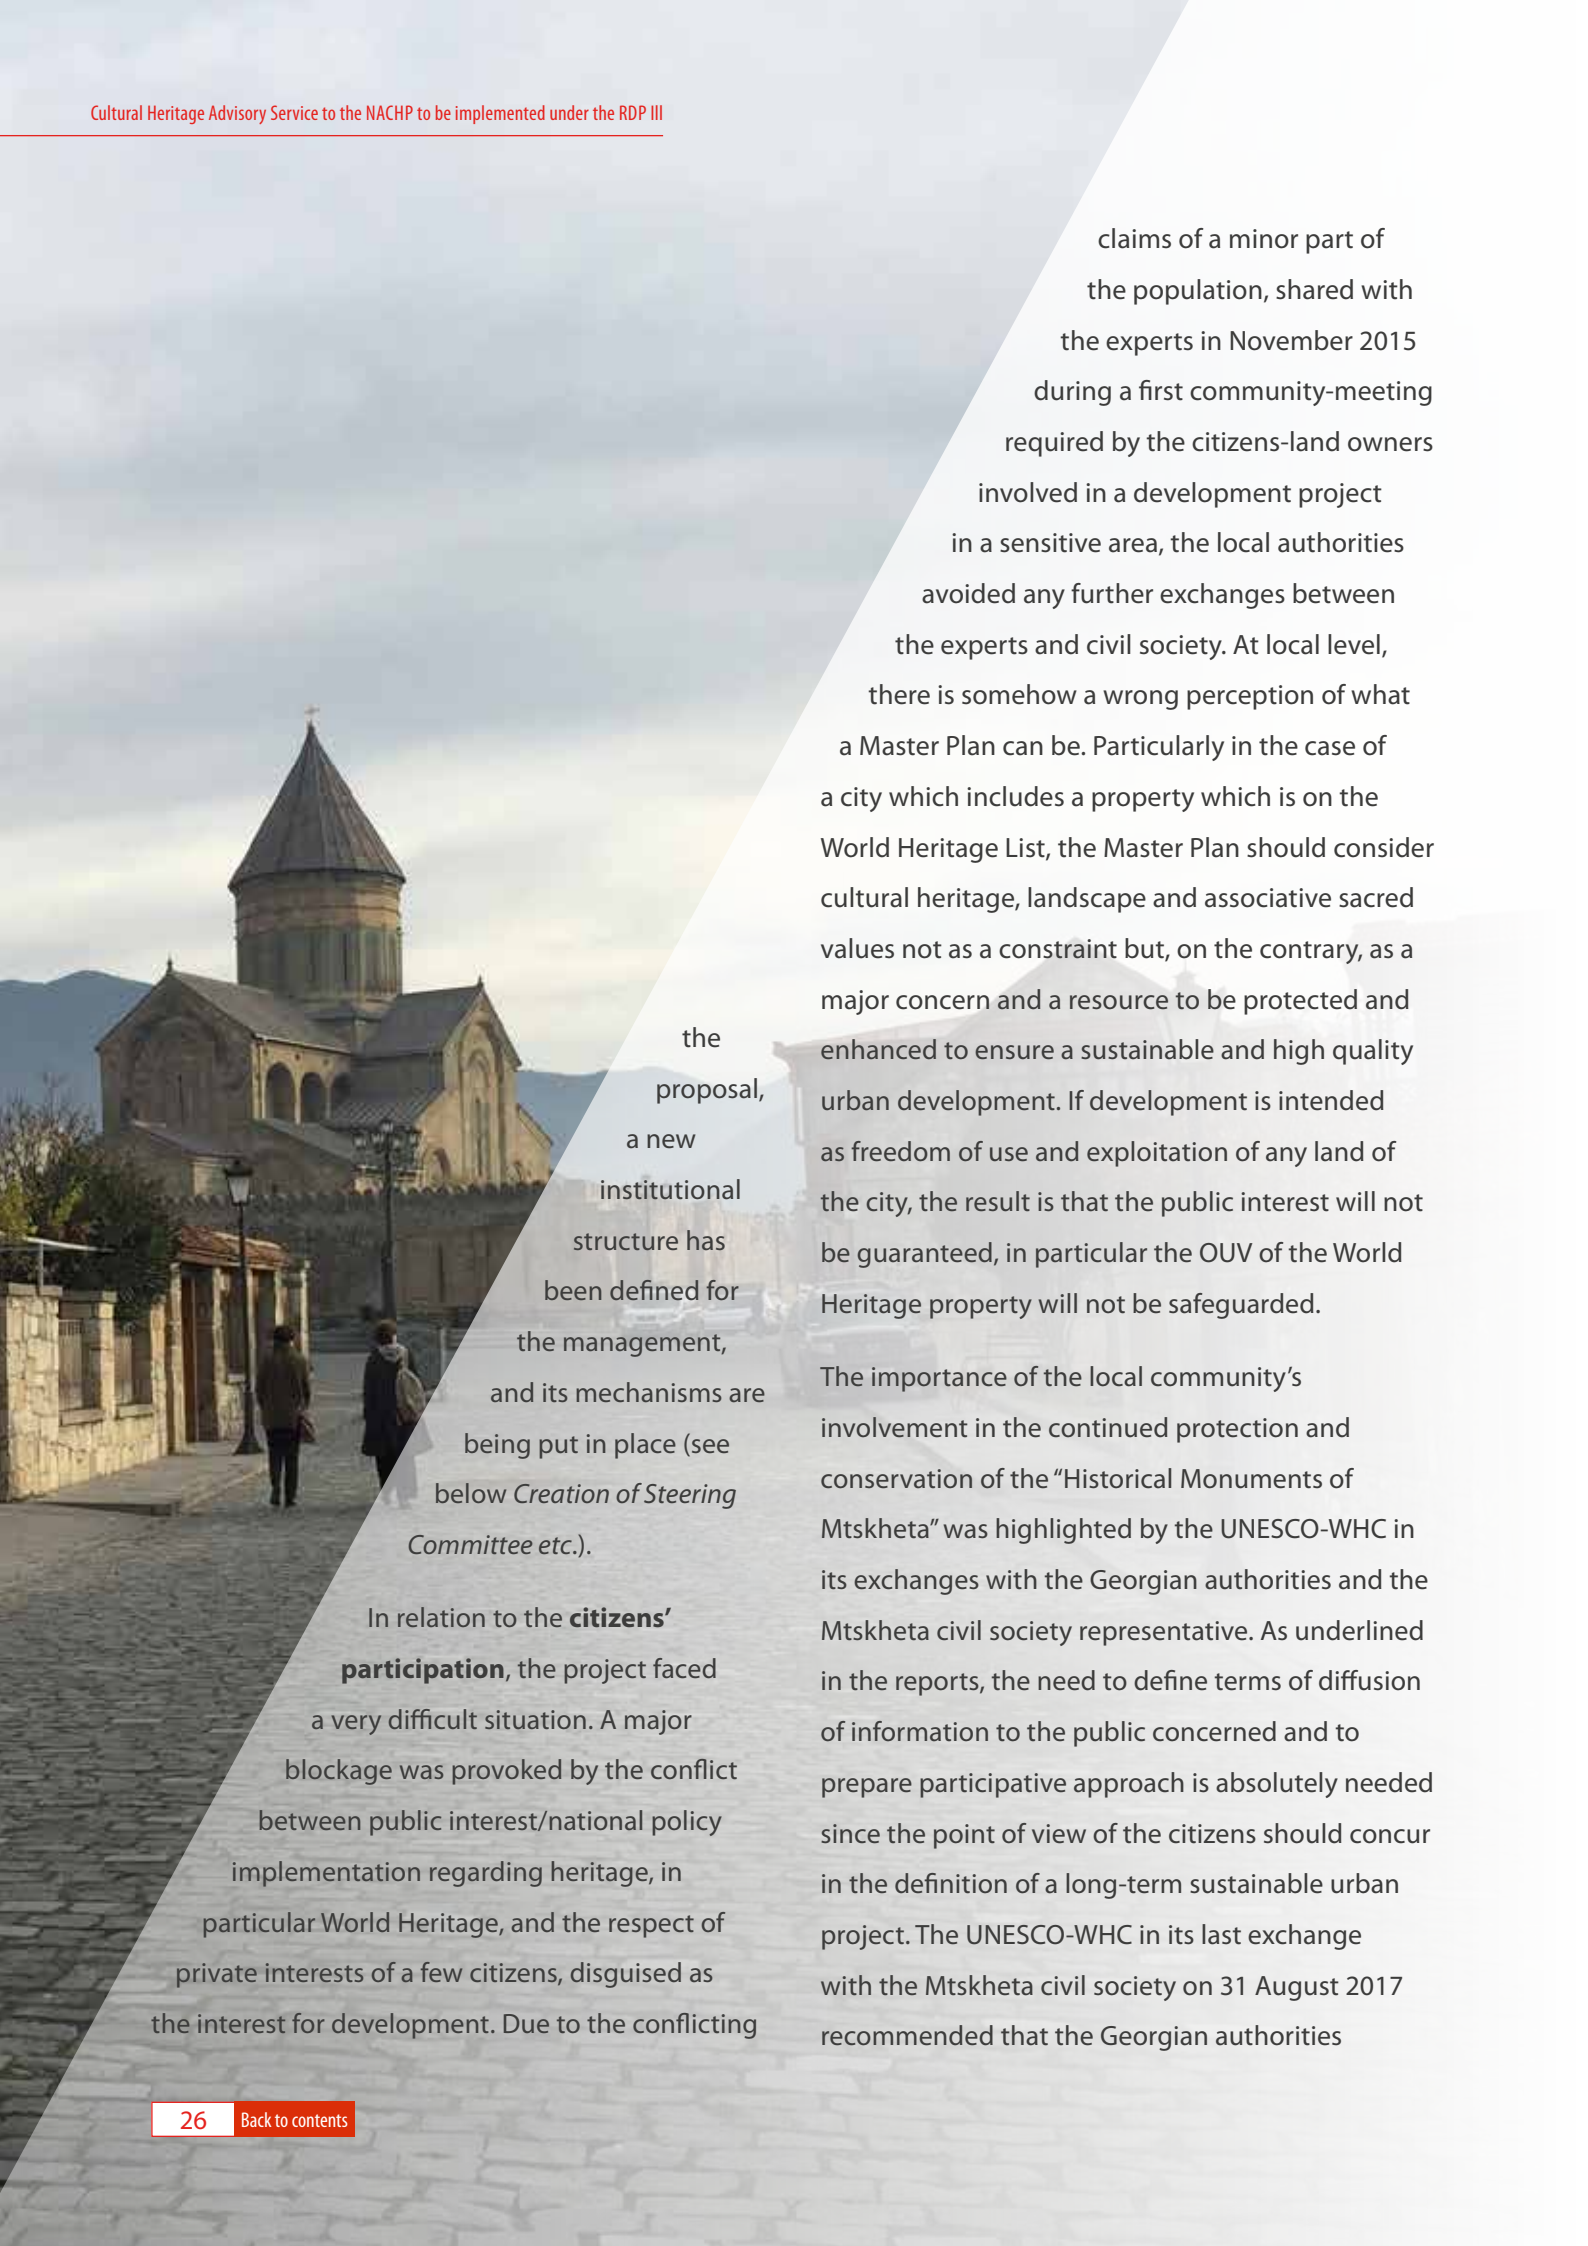 Cultural Heritage Advisory Service to the NACHP to be implemented under the RDP III
the
proposal,
a new
institutional
structure has
been defined for
the management,
and its mechanisms are
being put in place (see
below Creation of Steering
Committee etc.).
In relation to the citizens’
participation, the project faced
a very difficult situation. A major
blockage was provoked by the conflict
between public interest/national policy
implementation regarding heritage, in
particular World Heritage, and the respect of
private interests of a few citizens, disguised as
the interest for development. Due to the conflicting
claims of a minor part of
the population, shared with
the experts in November 2015
during a first community-meeting
required by the citizens-land owners
involved in a development project
in a sensitive area, the local authorities
avoided any further exchanges between
the experts and civil society. At local level,
there is somehow a wrong perception of what
a Master Plan can be. Particularly in the case of
a city which includes a property which is on the
World Heritage List, the Master Plan should consider
cultural heritage, landscape and associative sacred
values not as a constraint but, on the contrary, as a
major concern and a resource to be protected and
enhanced to ensure a sustainable and high quality
urban development. If development is intended
as freedom of use and exploitation of any land of
the city, the result is that the public interest will not
be guaranteed, in particular the OUV of the World
Heritage property will not be safeguarded.
The importance of the local community’s
involvement in the continued protection and
conservation of the “Historical Monuments of
Mtskheta” was highlighted by the UNESCO-WHC in
its exchanges with the Georgian authorities and the
Mtskheta civil society representative. As underlined
in the reports, the need to define terms of diffusion
of information to the public concerned and to
prepare participative approach is absolutely needed
since the point of view of the citizens should concur
in the definition of a long-term sustainable urban
project. The UNESCO-WHC in its last exchange
with the Mtskheta civil society on 31 August 2017
recommended that the Georgian authorities
26 Back to contents